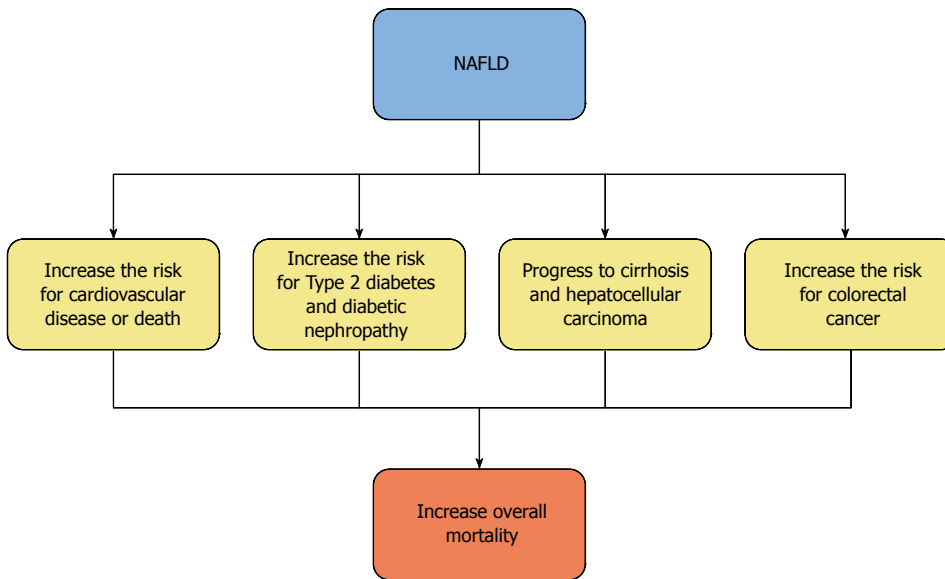 NAFLD
Increase the risk
for cardiovascular
disease or death
Increase the risk
for Type 2 diabetes
and diabetic
nephropathy
Progress to cirrhosis
and hepatocellular
carcinoma
Increase the risk
for colorectal
cancer
Increase overall
mortality